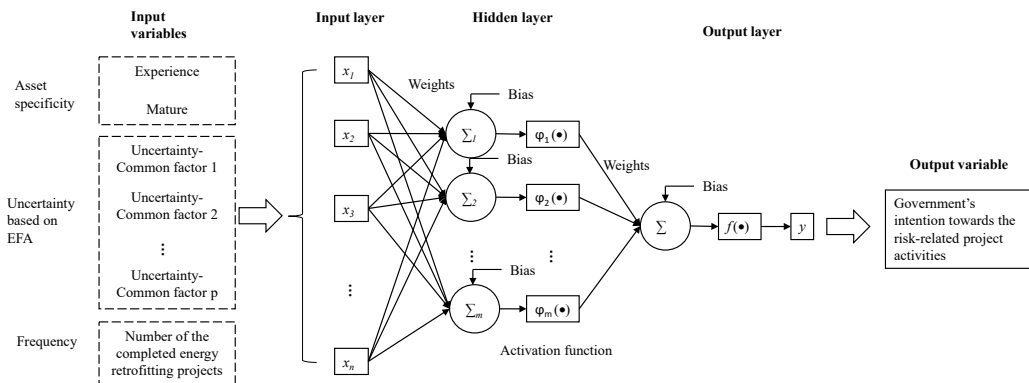 Input
variables
Input layer
Hidden layer
Output layer
Asset
specificity
Experience
Mature
Uncertainty
based on
EFA
Uncertainty-
Common factor 1
Uncertainty-
Common factor 2
⋮
Uncertainty-
Common factor p
Frequency
Number of the
completed energy
retrofitting projects
x1
x2
x3
⋮
xn
Weights
Bias
∑1
φ1(•)
Bias
∑2
φ2(•)
⋮
⋮
Bias
∑m
φm(•)
Activation function
Weights
Bias
∑
f(•)
y
Output variable
Government's
intention towards the
risk-related project
activities